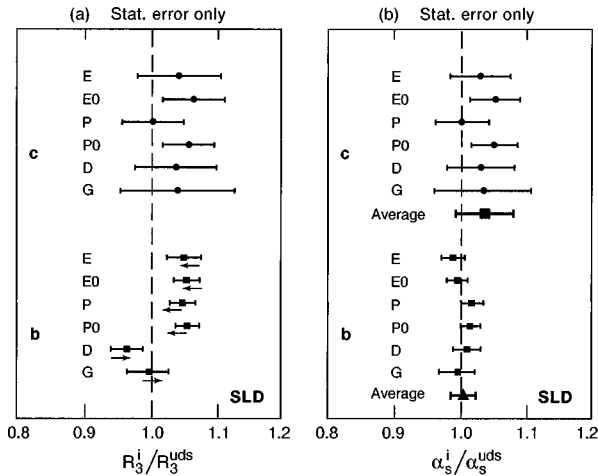 (a) Stat. error only
E
E0
P
c
P0
D
G
E
E0
P
b
P0
D
G
SLD
0.8 0.9 1.0 1.1 1.2
R₃ⁱ/R₃ᵘᵈˢ
(b) Stat. error only
E
E0
P
c
P0
D
G
Average
E
E0
P
b
P0
D
G
Average
SLD
0.8 0.9 1.0 1.1 1.2
αₛⁱ/αₛᵘᵈˢ